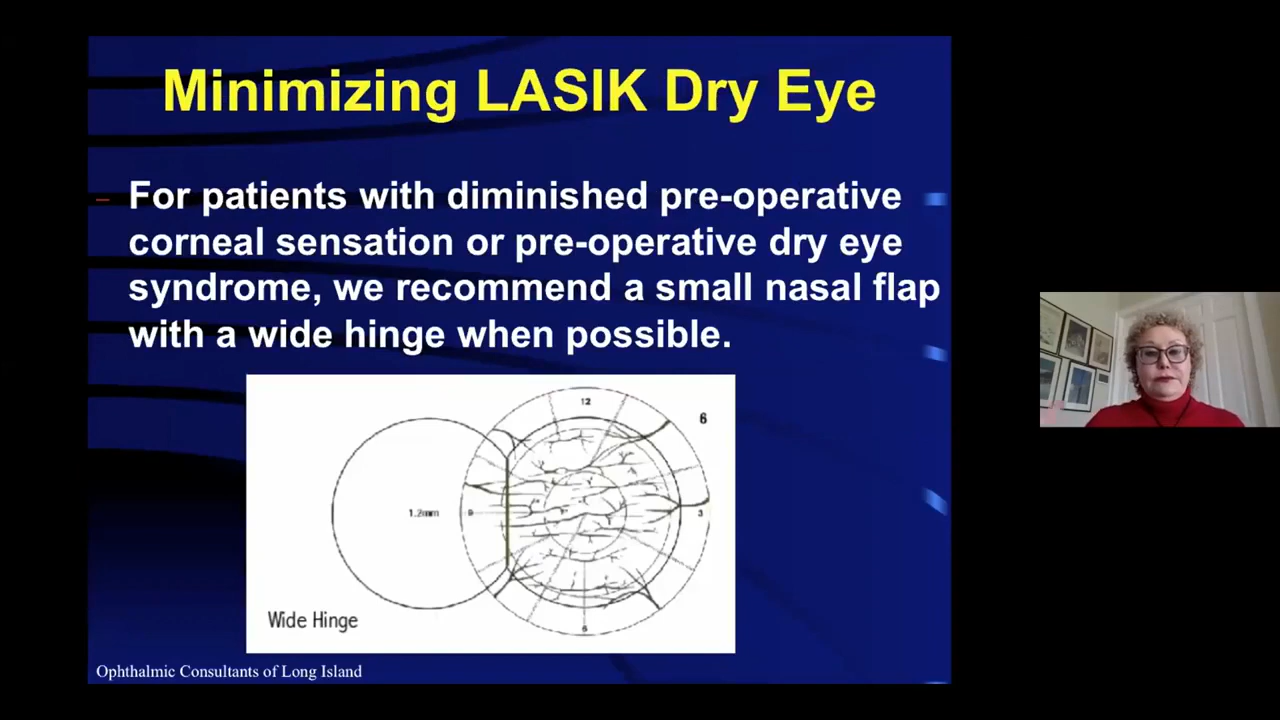 Minimizing LASIK Dry Eye
– For patients with diminished pre-operative
corneal sensation or pre-operative dry eye
syndrome, we recommend a small nasal flap
with a wide hinge when possible.
12
6
1.2mm
9
3
6
Wide Hinge
Ophthalmic Consultants of Long Island